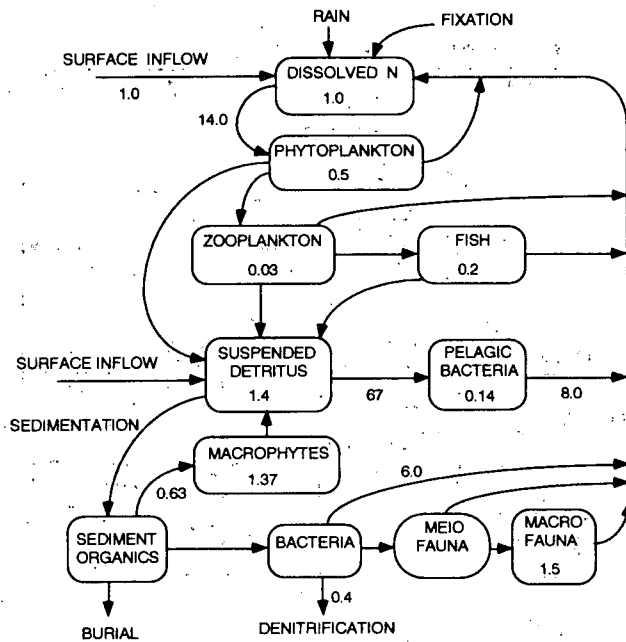 RAIN
FIXATION
SURFACE INFLOW
1.0
DISSOLVED N
1.0
14.0
PHYTOPLANKTON
0.5
ZOOPLANKTON
0.03
FISH
0.2
SURFACE INFLOW
SUSPENDED
DETRITUS
1.4
67
PELAGIC
BACTERIA
0.14
8.0
SEDIMENTATION
MACROPHYTES
1.37
0.63
6.0
SEDIMENT
ORGANICS
BACTERIA
MEIO
FAUNA
MACRO
FAUNA
1.5
0.4
BURIAL
DENITRIFICATION